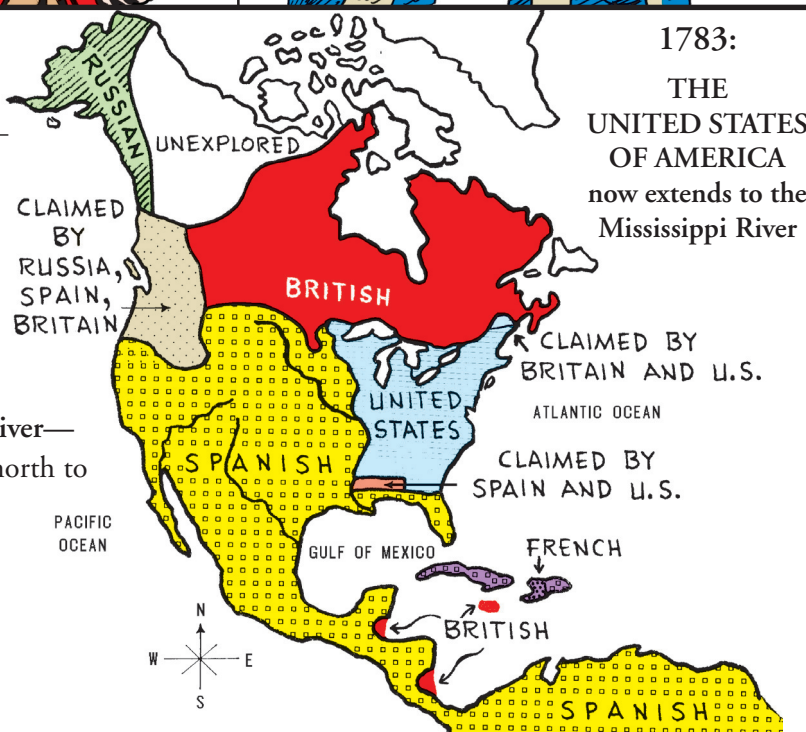 1783:
THE
UNITED STATES
OF AMERICA
now extends to the
Mississippi River
RUSSIAN
UNEXPLORED
CLAIMED
BY
RUSSIA,
SPAIN,
BRITAIN
BRITISH
CLAIMED BY
BRITAIN AND U.S.
UNITED
STATES
ATLANTIC OCEAN
iver—
north to
SPANISH
CLAIMED BY
SPAIN AND U.S.
PACIFIC
OCEAN
GULF OF MEXICO
FRENCH
BRITISH
N
W E
S
SPANISH